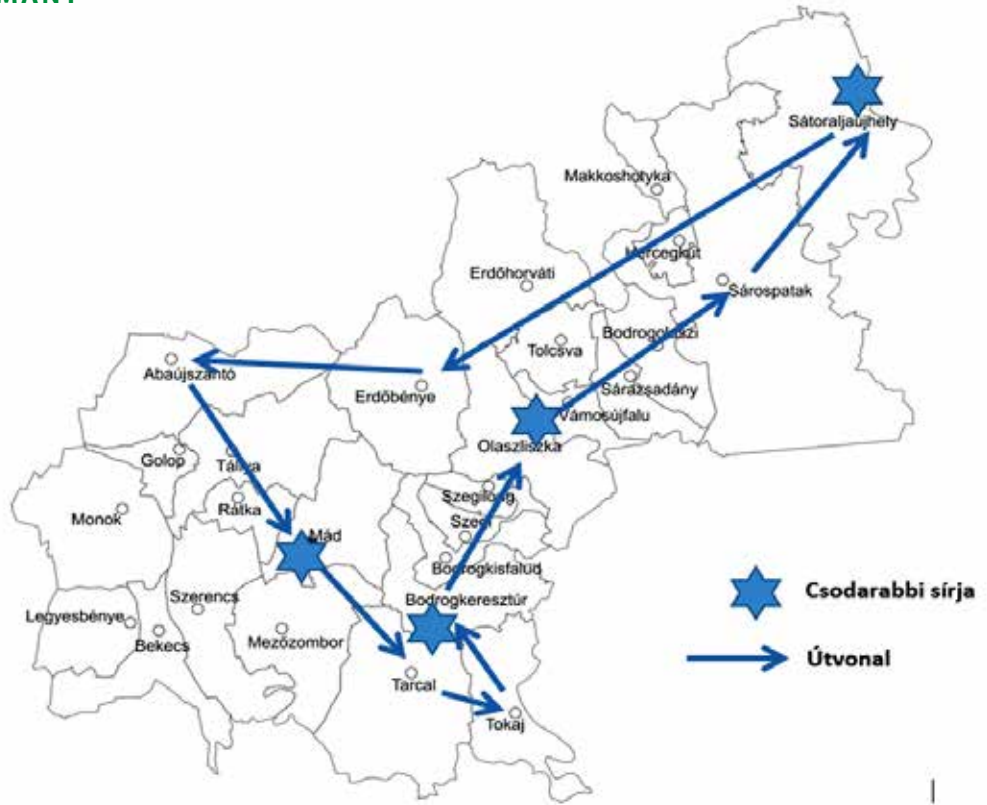 Sátoraljaújhely
Makkoshotyka
Hercegkút
Erdőhorváti
Sárospatak
Bodrogolaszi
Tolcsva
Abaújszántó
Erdőbénye
Sárazsadány
Vámosújfalu
Olaszliszka
Golop
Tállya
Szegilong
Monok
Rátka
Szegi
Mád
Bodrogkisfalud
Csodarabbi sírja
Szerencs
Bodrogkeresztúr
Legyesbénye
Bekecs
Mezőzombor
Útvonal
Tarcal
Tokaj